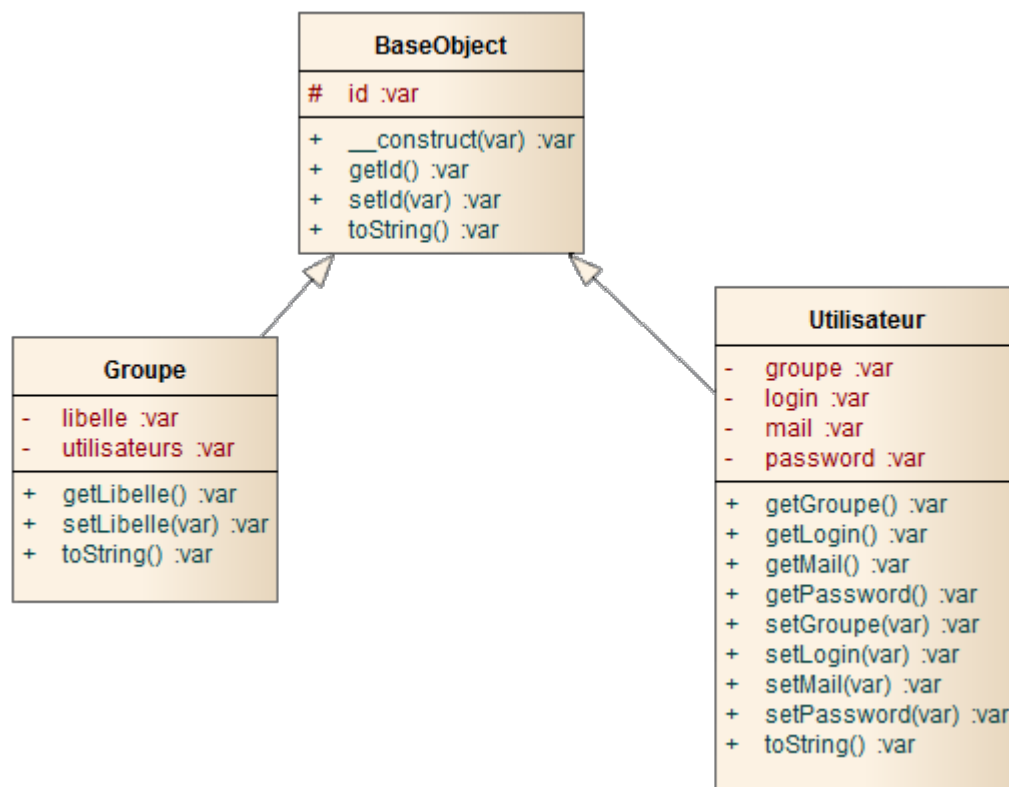 BaseObject
# id :var
+ __construct(var) :var
+ getId() :var
+ setId(var) :var
+ toString() :var
Groupe
- libelle :var
- utilisateurs :var
+ getLibelle() :var
+ setLibelle(var) :var
+ toString() :var
Utilisateur
- groupe :var
- login :var
- mail :var
- password :var
+ getGroupe() :var
+ getLogin() :var
+ getMail() :var
+ getPassword() :var
+ setGroupe(var) :var
+ setLogin(var) :var
+ setMail(var) :var
+ setPassword(var) :var
+ toString() :var